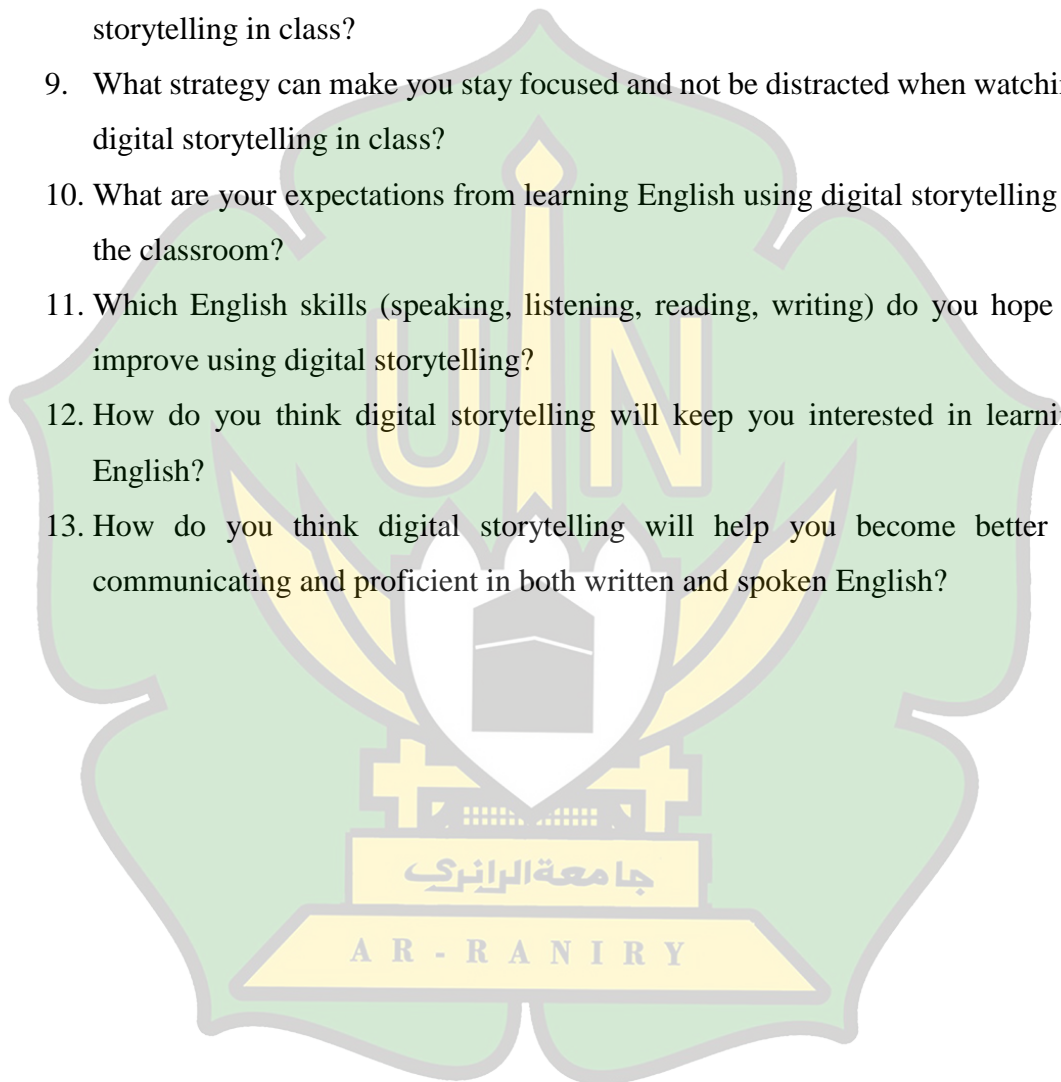 storytelling in class?
9. What strategy can make you stay focused and not be distracted when watchi
digital storytelling in class?
10. What are your expectations from learning English using digital storytelling
the classroom?
11. Which English skills (speaking, listening, reading, writing) do you hope
improve using digital storytelling?
12. How do you think digital storytelling will keep you interested in learni
English?
13. How do you think digital storytelling will help you become better
communicating and proficient in both written and spoken English?
U I N
جامعة الرانري
AR-RANIRY